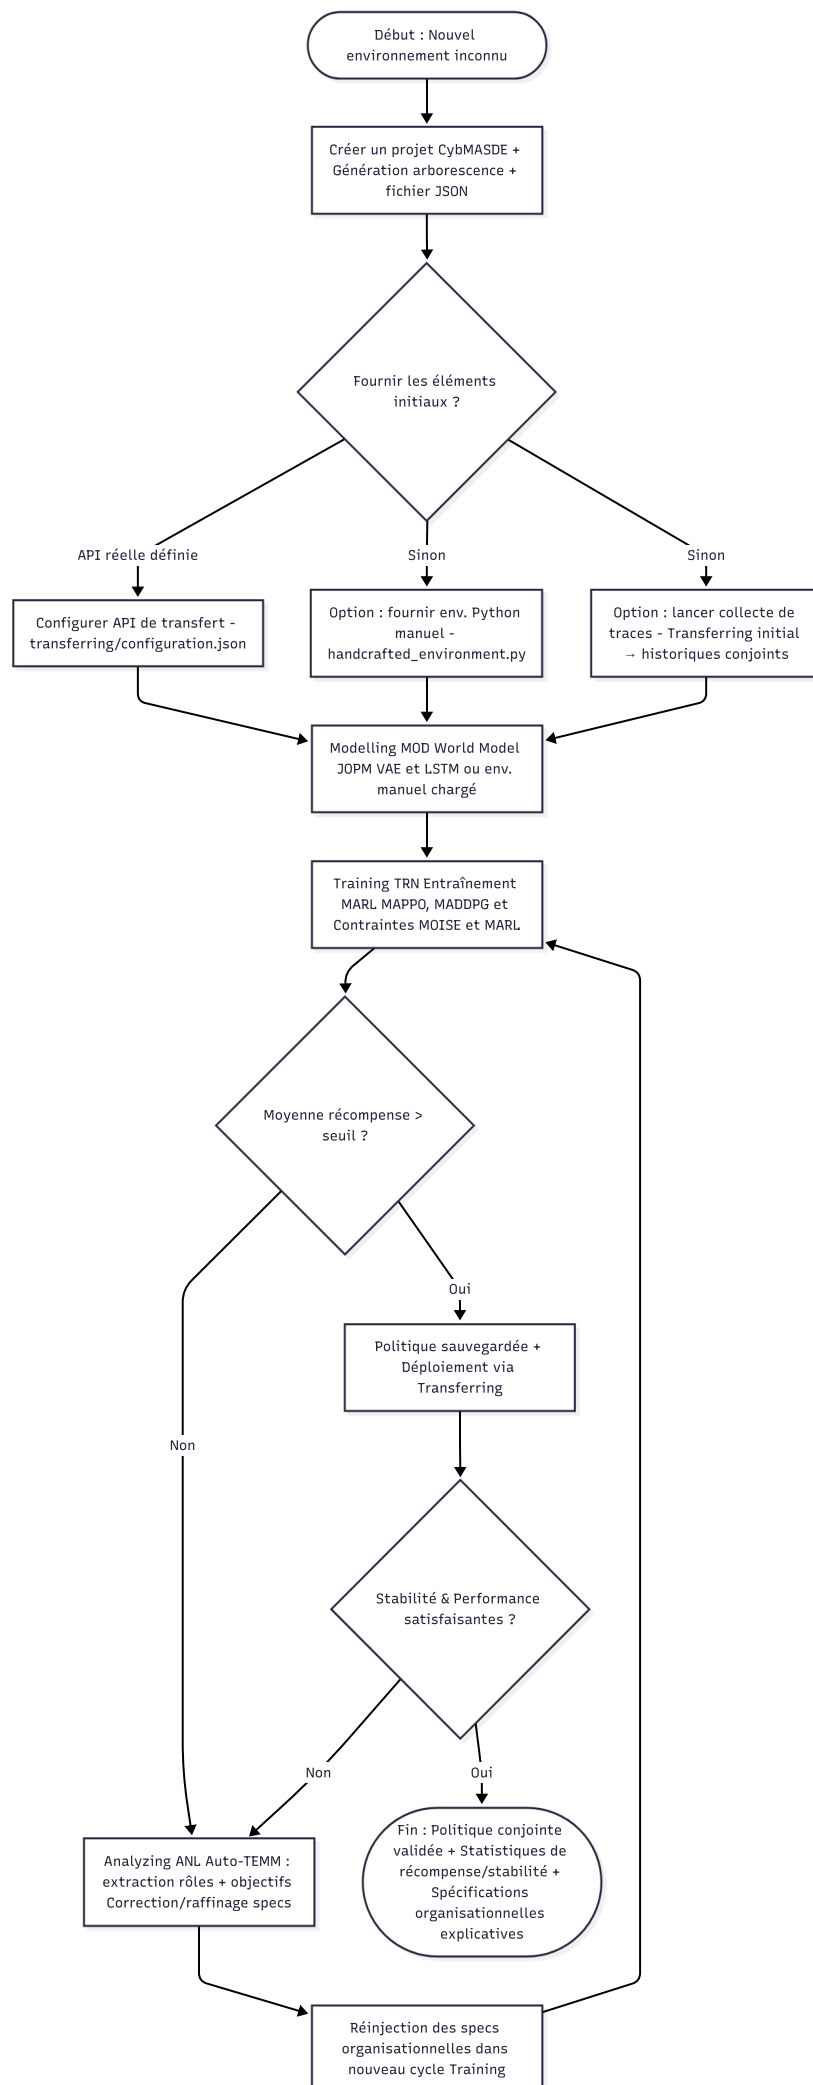 Début : Nouvel
environnement inconnu
Créer un projet CybMASDE +
Génération arborescence +
fichier JSON
Fournir les éléments
initiaux ?
API réelle définie
Sinon
Sinon
Configurer API de transfert -
transferring/configuration.json
Option : fournir env. Python
manuel -
handcrafted_environment.py
Option : lancer collecte de
traces - Transferring initial
→ historiques conjoints
Modelling MOD World Model
JOPM VAE et LSTM ou env.
manuel chargé
Training TRN Entraînement
MARL MAPPO, MADDPG et
Contraintes MOISE et MARL
Moyenne récompense >
seuil ?
Oui
Politique sauvegardée +
Déploiement via
Transferring
Non
Stabilité & Performance
satisfaisantes ?
Non
Oui
Fin : Politique conjointe
validée + Statistiques de
récompense/stabilité +
Spécifications
organisationnelles
explicatives
Analyzing ANL Auto-TEMM :
extraction rôles + objectifs
Correction/raffinage specs
Réinjection des specs
organisationnelles dans
nouveau cycle Training